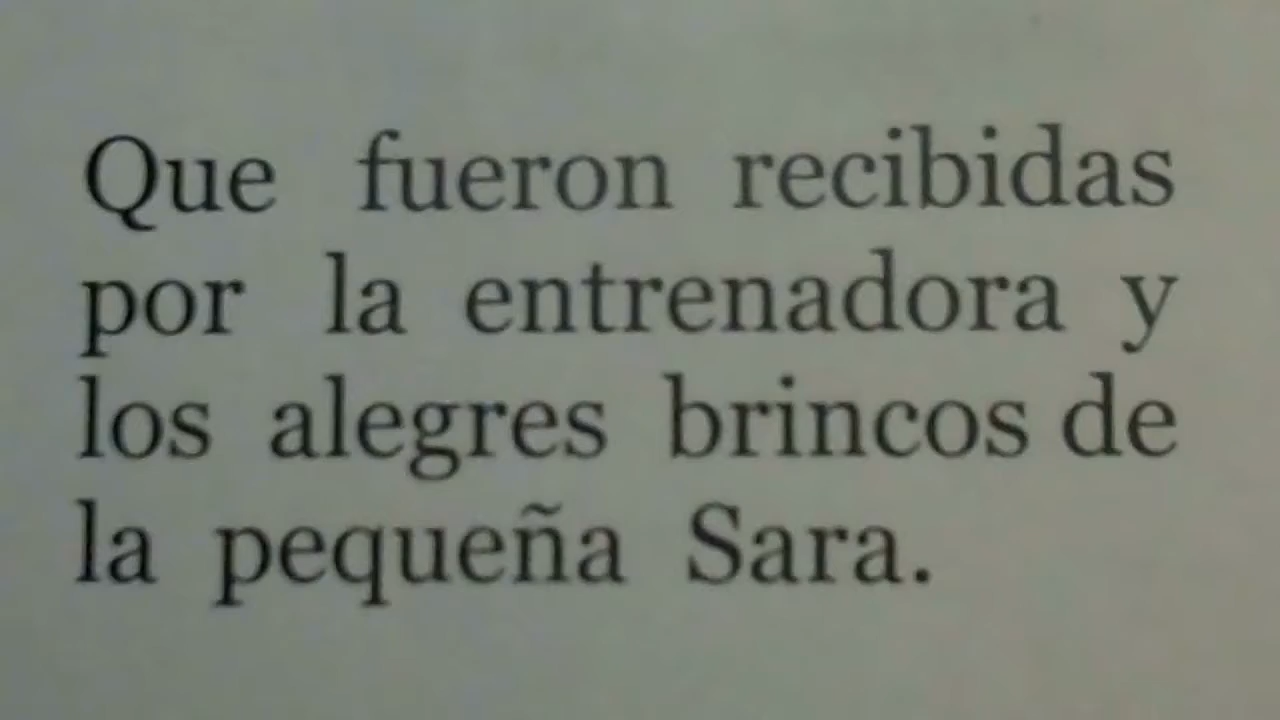 Que fueron recibidas
por la entrenadora y
los alegres brincos de
la pequeña Sara.